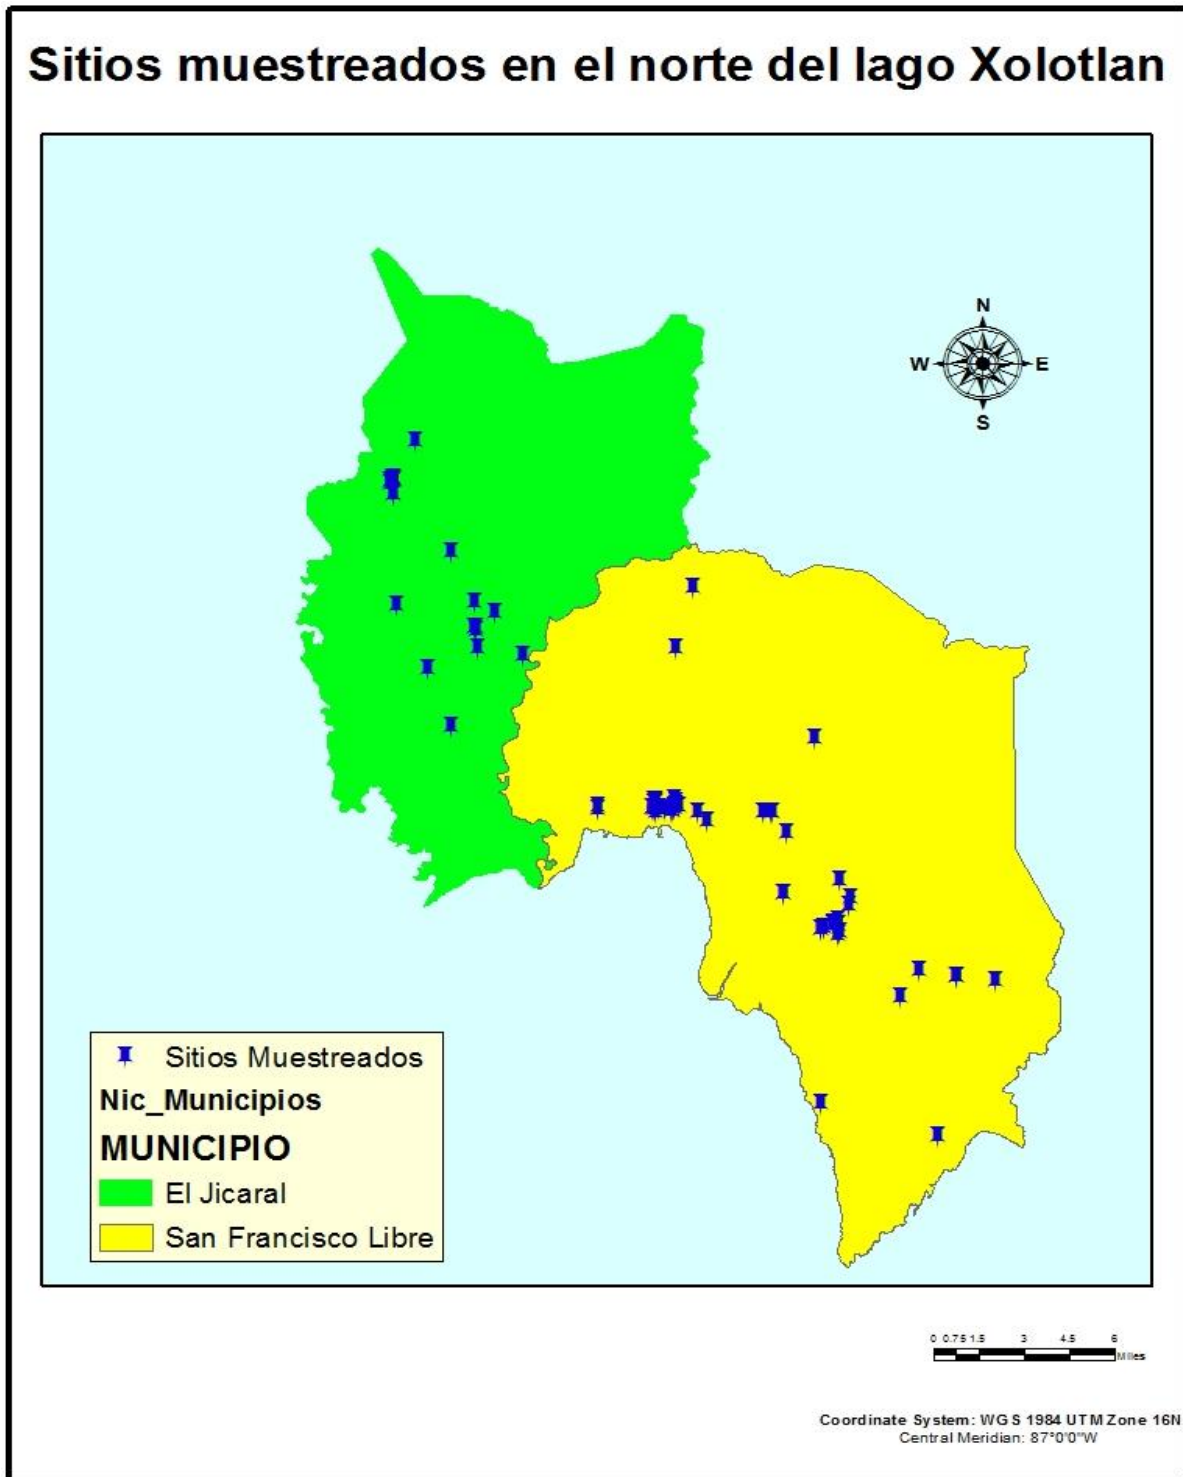 Sitios muestreados en el norte del lago Xolotlan
N
W E
S
Sitios Muestreados
Nic_Municipios
MUNICIPIO
El Jicaral
San Francisco Libre
0 0.75 1.5 3 4.5 6
Miles
Coordinate System: WGS 1984 UTM Zone 16N
Central Meridian: 87°0'0"W